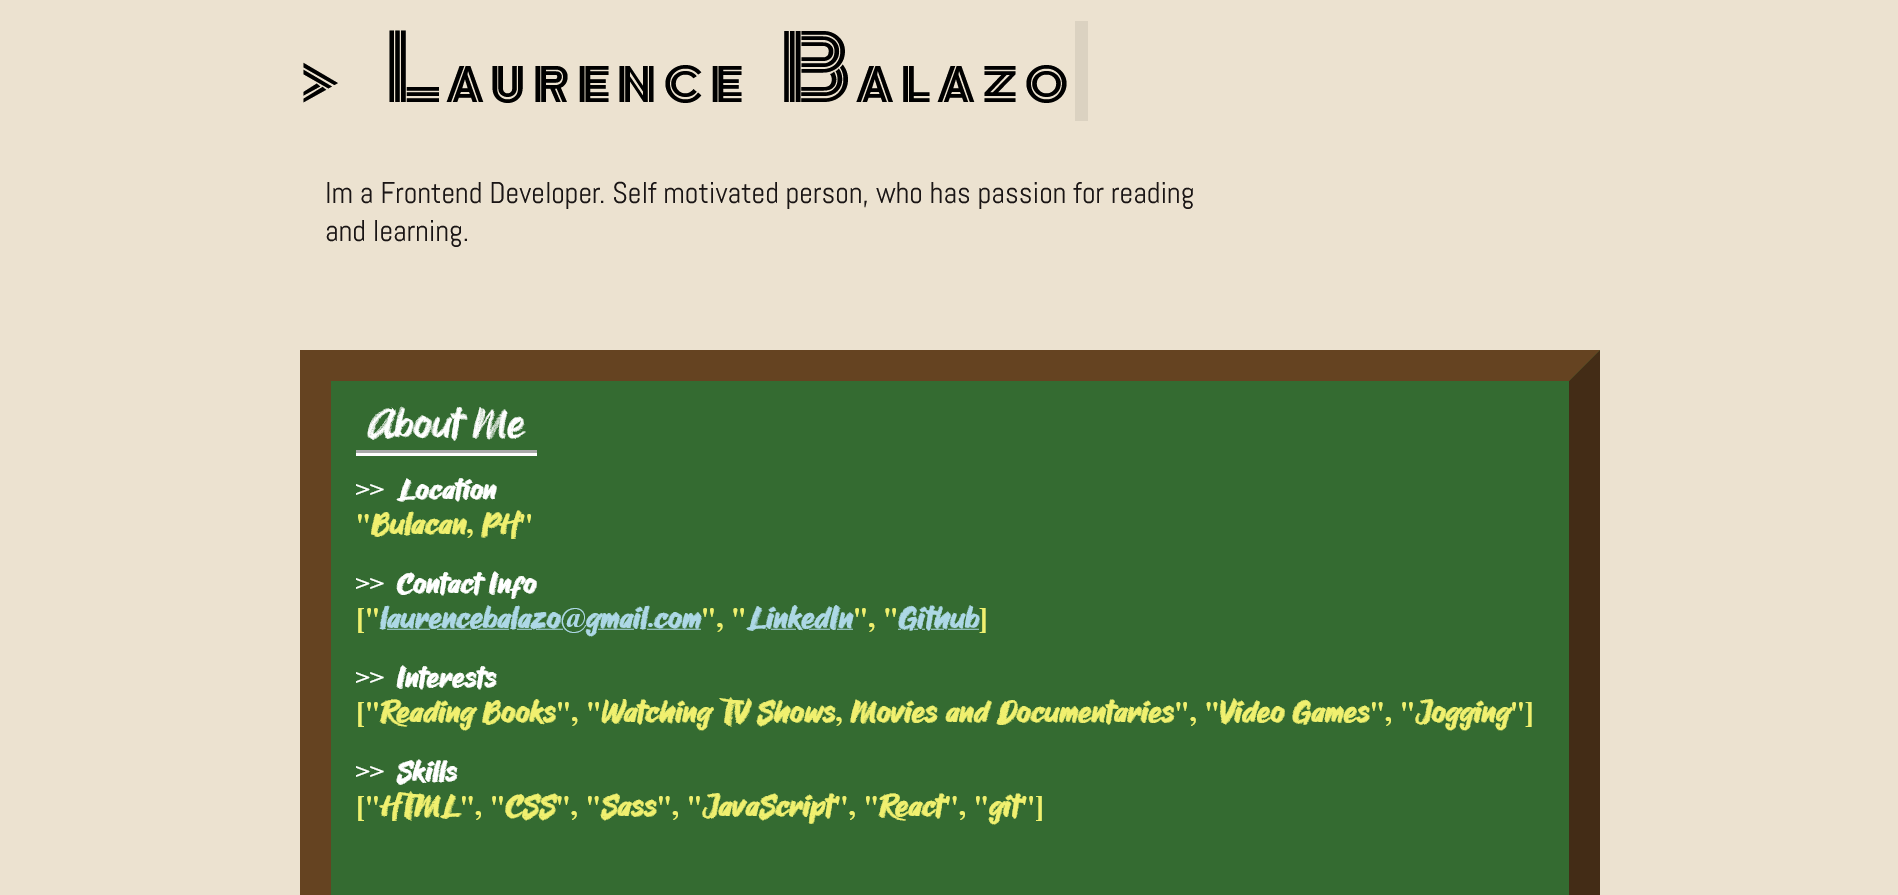 > Laurence Balazo
Im a Frontend Developer. Self motivated person, who has passion for reading
and learning.
About Me
>> Location
"Bulacan, PH"
>> Contact Info
["laurencebalazo@gmail.com", "LinkedIn", "Github]
>> Interests
["Reading Books", "Watching TV Shows, Movies and Documentaries", "Video Games", "Jogging"]
>> Skills
["HTML", "CSS", "Sass", "JavaScript", "React", "git"]